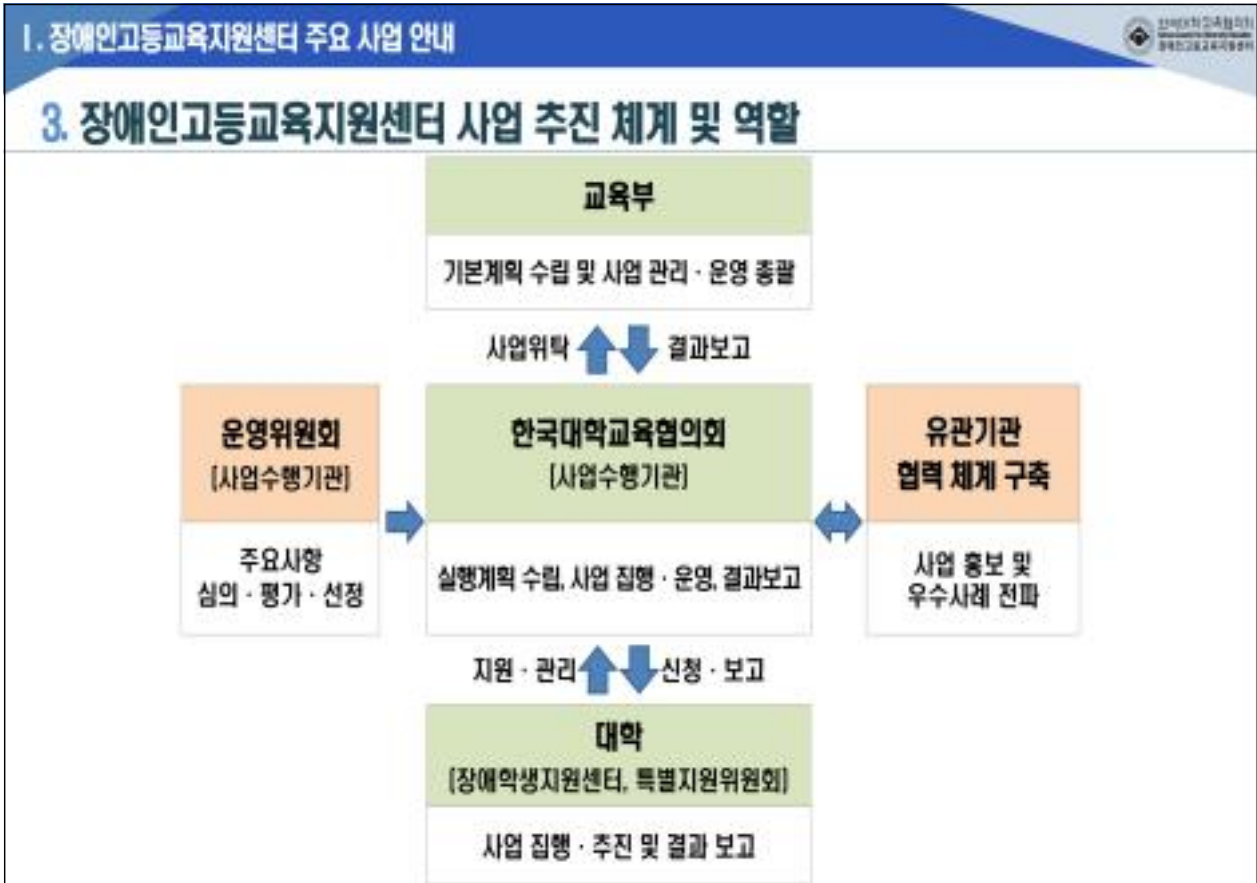 Ⅰ. 장애인고등교육지원센터 주요 사업 안내
3. 장애인고등교육지원센터 사업 추진 체계 및 역할
교육부
기본계획 수립 및 사업 관리 · 운영 총괄
사업위탁
결과보고
운영위원회
[사업수행기관]
주요사항
심의 · 평가 · 선정
한국대학교육협의회
[사업수행기관]
실행계획 수립, 사업 집행 · 운영, 결과보고
유관기관
협력 체계 구축
사업 홍보 및
우수사례 전파
지원 · 관리
신청 · 보고
대학
[장애학생지원센터, 특별지원위원회]
사업 집행 · 추진 및 결과 보고